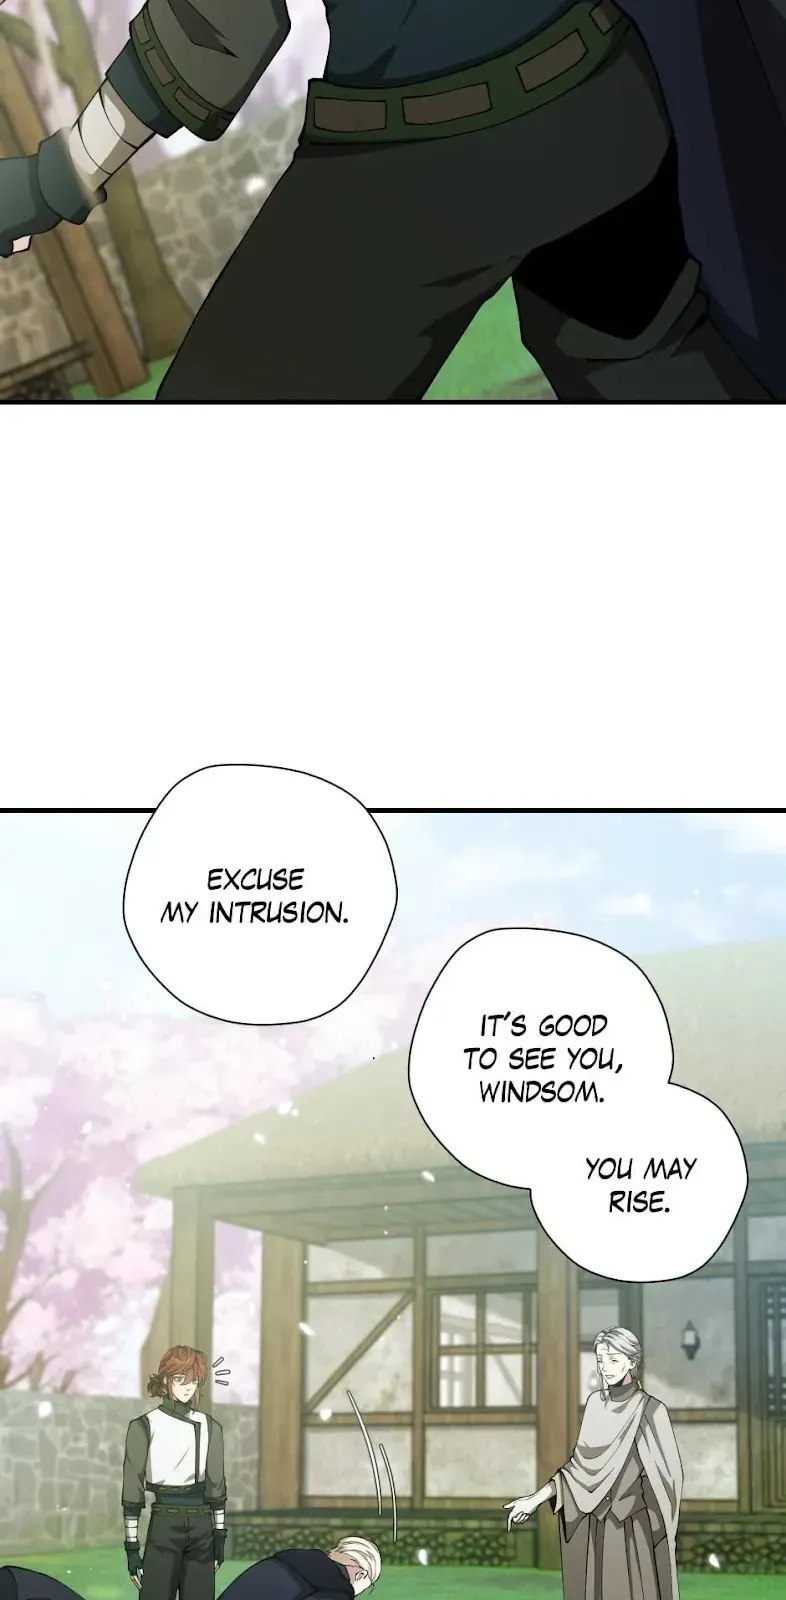 EXCUSE
MY INTRUSION.
IT'S GOOD
TO SEE YOU,
WINDSOM.
YOU MAY
RISE.